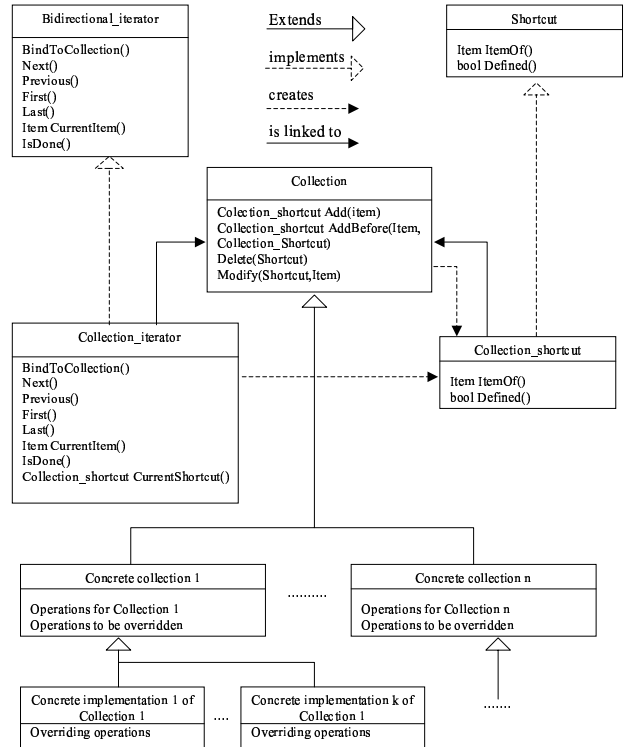 Bidirectional_iterator
BindToCollection()
Next()
Previous()
First()
Last()
Item CurrentItem()
IsDone()
Extends
implements
creates
is linked to
Shortcut
Item ItemOf()
bool Defined()
Collection
Colection_shortcut Add(item)
Collection_shortcut AddBefore(Item,
Collection_Shortcut)
Delete(Shortcut)
Modify(Shortcut,Item)
Collection_iterator
BindToCollection()
Next()
Previous()
First()
Last()
Item CurrentItem()
IsDone()
Collection_shortcut CurrentShortcut()
Collection_shortcut
Item ItemOf()
bool Defined()
Concrete collection 1
Operations for Collection 1
Operations to be overridden
..........
Concrete collection n
Operations for Collection n
Operations to be overridden
Concrete implementation 1 of
Collection 1
Overriding operations
....
Concrete implementation k of
Collection 1
Overriding operations
.......